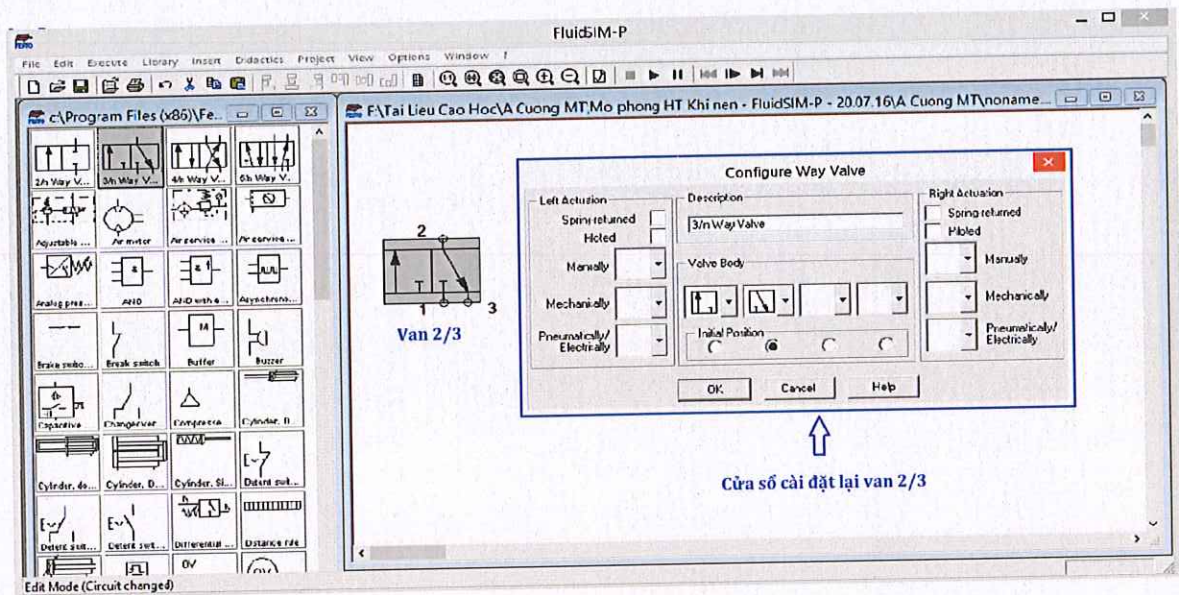 FluidSIM-P
File Edit Execute Library Insert Didactics Project View Options Window ?
c\Program Files (x86)\Fe...
F:\Tai Lieu Cao Hoc\A Cuong MT,Mo phong HT Khi nen - FluidSIM-P - 20.07.16\A Cuong MT\noname...
2/n Way V... 3/n Way V... 4/n Way V... 5/n Way V...
Adjustable ... Air motor Air service ... Air service...
Analog pres... AND AND with e... Asynchrono...
Brake switc... Break switch Buffer Buzzer
Capacitive Changeover Compresso Cylinder, D...
Cylinder, do... Cylinder, D... Cylinder, Si... Detent swit...
Detent swit... Detent swit... Differential Distance rule
0V
2
1
3
Van 2/3
Configure Way Valve
Left Actuation
Spring returned
Piloted
Manually
Mechanically
Pneumatically/
Electrically
Description
3/n Way Valve
Valve Body
Initial Position
Right Actuation
Spring returned
Piloted
Manually
Mechanically
Pneumatically/
Electrically
OK Cancel Help
Cửa sổ cài đặt lại van 2/3
Edit Mode (Circuit changed)